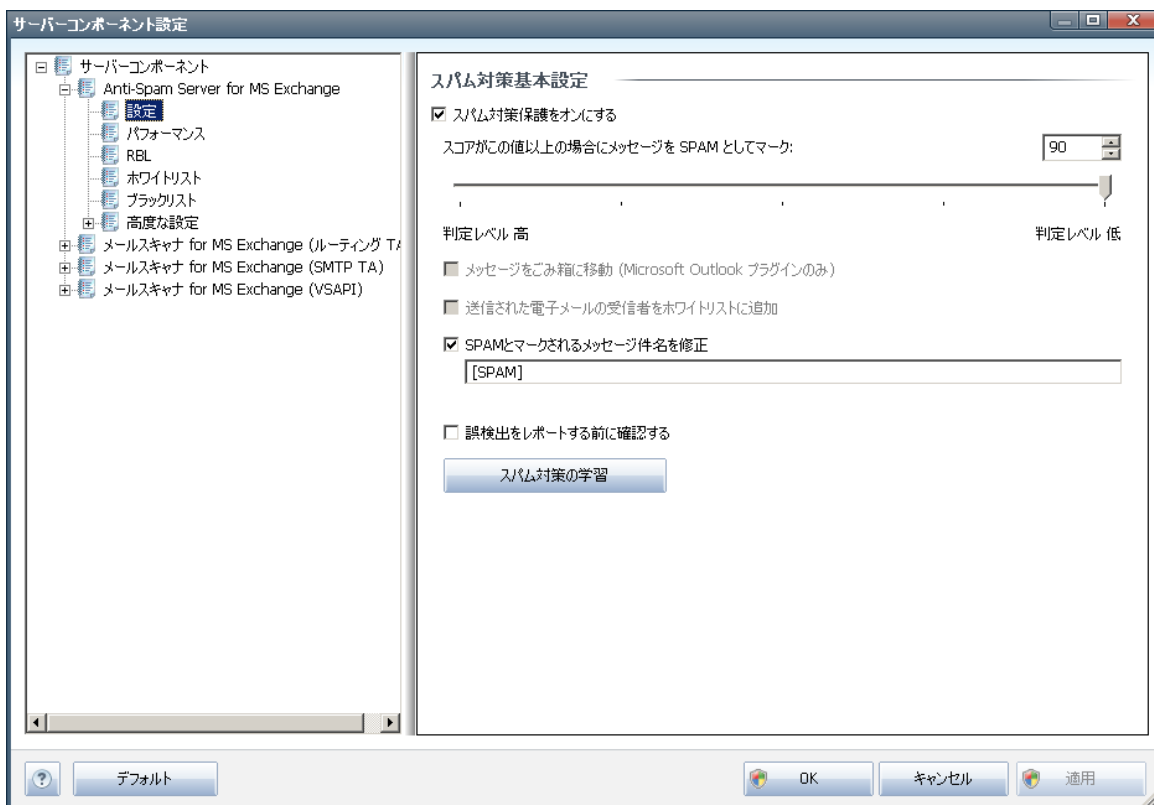 サーバーコンポーネント設定
サーバーコンポーネント
Anti-Spam Server for MS Exchange
設定
パフォーマンス
RBL
ホワイトリスト
ブラックリスト
高度な設定
メールスキャナ for MS Exchange (ルーティング TA
メールスキャナ for MS Exchange (SMTP TA)
メールスキャナ for MS Exchange (VSAPI)
スパム対策基本設定
スパム対策保護をオンにする
スコアがこの値以上の場合にメッセージを SPAM としてマーク:
90
判定レベル 高
判定レベル 低
メッセージをごみ箱に移動 (Microsoft Outlook プラグインのみ)
送信された電子メールの受信者をホワイトリストに追加
SPAMとマークされるメッセージ件名を修正
[SPAM]
誤検出をレポートする前に確認する
スパム対策の学習
?
デフォルト
OK
キャンセル
適用